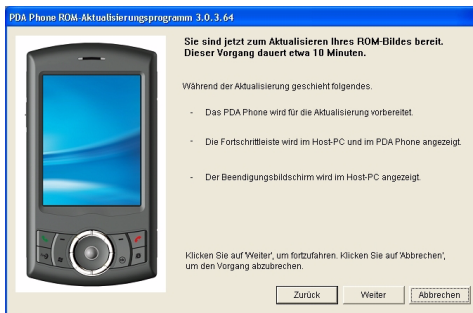 PDA Phone ROM-Aktualisierungsprogramm 3.0.3.64
Sie sind jetzt zum Aktualisieren Ihres ROM-Bildes bereit.
Dieser Vorgang dauert etwa 10 Minuten.
Während der Aktualisierung geschieht folgendes.
- Das PDA Phone wird für die Aktualisierung vorbereitet.
- Die Fortschrittleiste wird im Host-PC und im PDA Phone angezeigt.
- Der Beendigungsbildschirm wird im Host-PC angezeigt.
Klicken Sie auf 'Weiter', um fortzufahren. Klicken Sie auf 'Abbrechen',
um den Vorgang abzubrechen.
Zurück Weiter Abbrechen